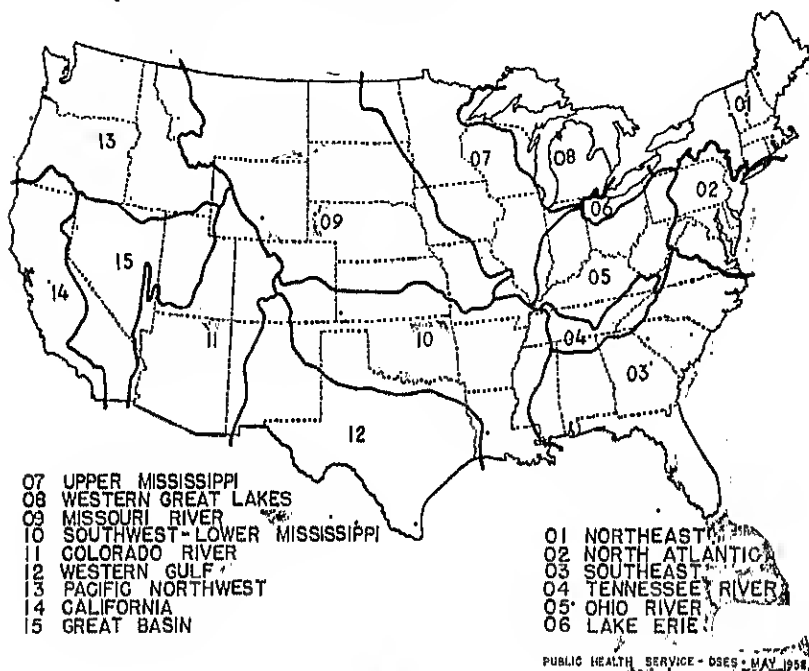 01
13
07
08
02
06
09
15
05
14
11
10
04
03
12
07 UPPER MISSISSIPPI
08 WESTERN GREAT LAKES
09 MISSOURI RIVER
10 SOUTHWEST-LOWER MISSISSIPPI
11 COLORADO RIVER
12 WESTERN GULF
13 PACIFIC NORTHWEST
14 CALIFORNIA
15 GREAT BASIN
01 NORTHEAST
02 NORTH ATLANTIC
03 SOUTHEAST
04 TENNESSEE RIVER
05 OHIO RIVER
06 LAKE ERIE
PUBLIC HEALTH SERVICE - OSES - MAY